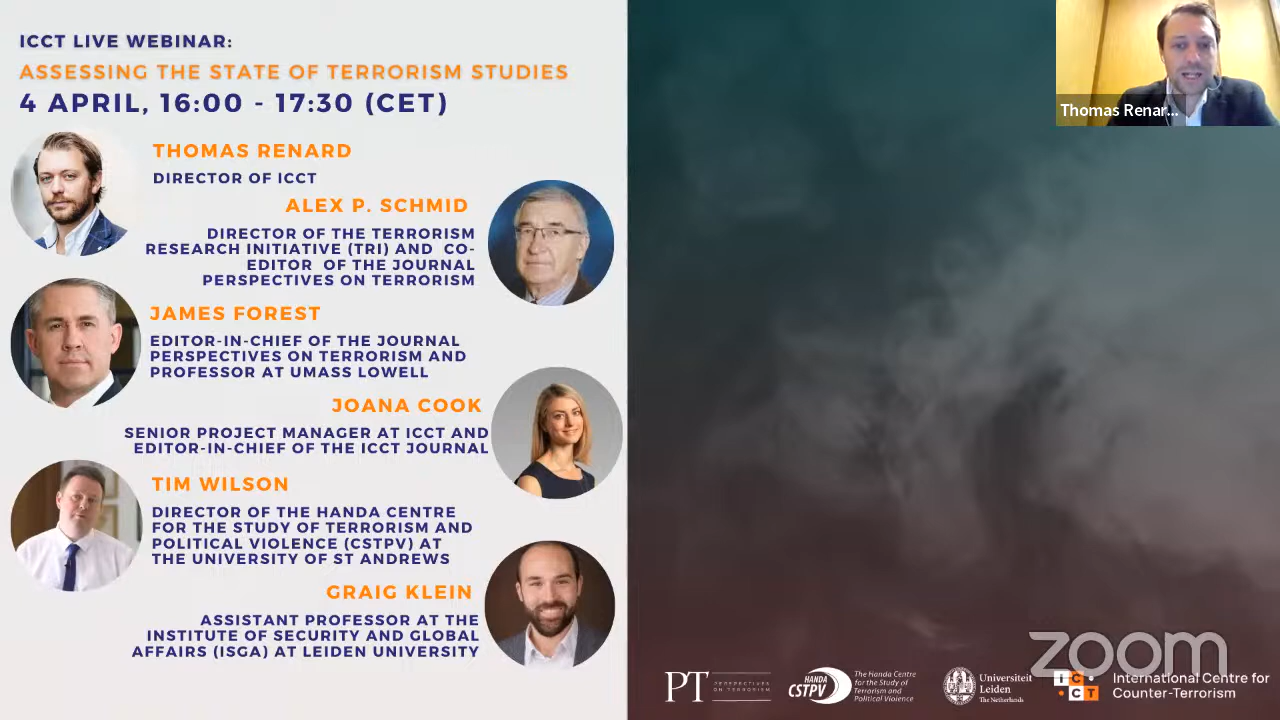 ICCT LIVE WEBINAR:
ASSESSING THE STATE OF TERRORISM STUDIES
4 APRIL, 16:00 - 17:30 (CET)
THOMAS RENARD
DIRECTOR OF ICCT
ALEX P. SCHMID
DIRECTOR OF THE TERRORISM
RESEARCH INITIATIVE (TRI) AND CO-
EDITOR OF THE JOURNAL
PERSPECTIVES ON TERRORISM
JAMES FOREST
EDITOR-IN-CHIEF OF THE JOURNAL
PERSPECTIVES ON TERRORISM AND
PROFESSOR AT UMASS LOWELL
JOANA COOK
SENIOR PROJECT MANAGER AT ICCT AND
EDITOR-IN-CHIEF OF THE ICCT JOURNAL
TIM WILSON
DIRECTOR OF THE HANDA CENTRE
FOR THE STUDY OF TERRORISM AND
POLITICAL VIOLENCE (CSTPV) AT
THE UNIVERSITY OF ST ANDREWS
GRAIG KLEIN
ASSISTANT PROFESSOR AT THE
INSTITUTE OF SECURITY AND GLOBAL
AFFAIRS (ISGA) AT LEIDEN UNIVERSITY
Thomas Renar...
zoom
PT
PERSPECTIVES
ON TERRORISM
HANDA
CSTPV
The Handa Centre
for the Study of
Terrorism and
Political Violence
Universiteit
Leiden
The Netherlands
IC
CT
International Centre for
Counter-Terrorism